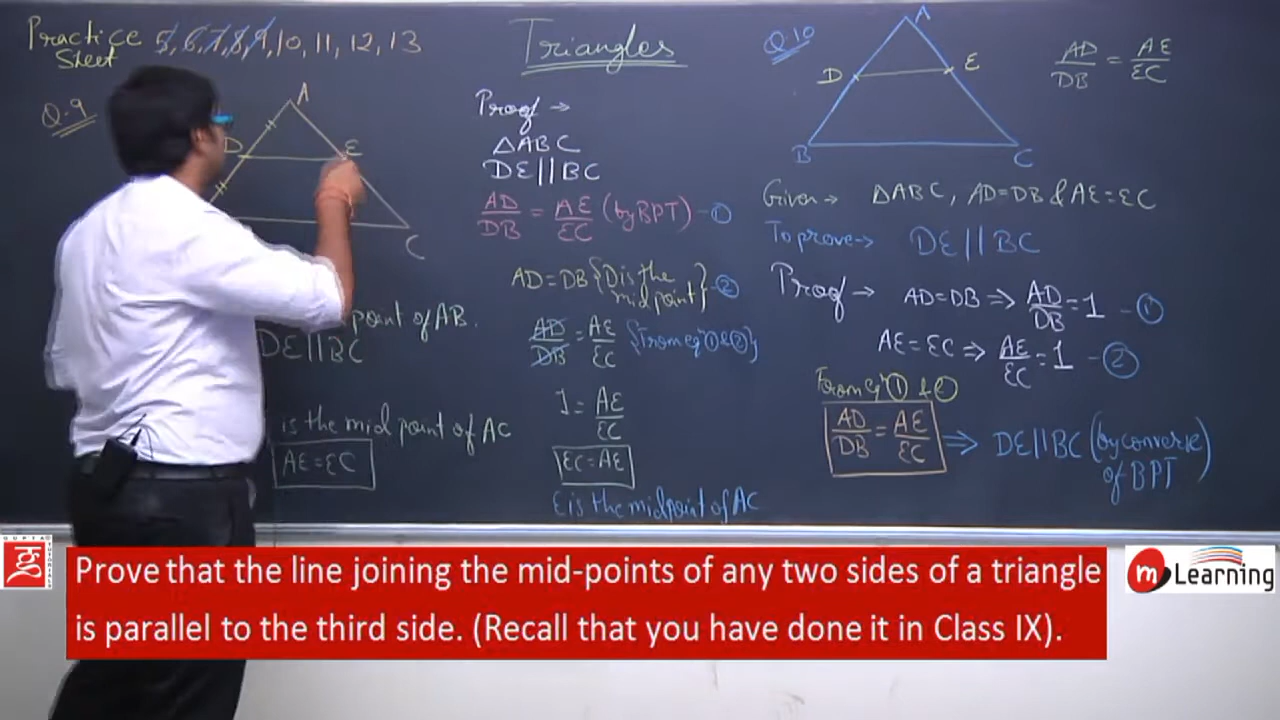 Practice 5, 6, 7, 8, 9, 10, 11, 12, 13
Sheet
Triangles
Q.9
A
D
E
C
point of AB.
DE||BC
is the mid point of AC
AE=EC
Proof →
△ABC
DE||BC
AD/DB = AE/EC (by BPT) - ①
AD=DB {D is the midpoint} - ②
AD/DB = AE/EC {From eqⁿ ① & ②}
1 = AE/EC
EC=AE
E is the midpoint of AC
Q.10
A
D
E
B
C
AD/DB = AE/EC
Given → △ABC, AD=DB & AE=EC
To prove → DE||BC
Proof → AD=DB ⇒ AD/DB = 1 - ①
AE=EC ⇒ AE/EC = 1 - ②
From eqⁿ ① & ②
AD/DB = AE/EC ⇒ DE||BC (by converse of BPT)
GUPTA
TUTORIALS
Prove that the line joining the mid-points of any two sides of a triangle
is parallel to the third side. (Recall that you have done it in Class IX).
m Learning